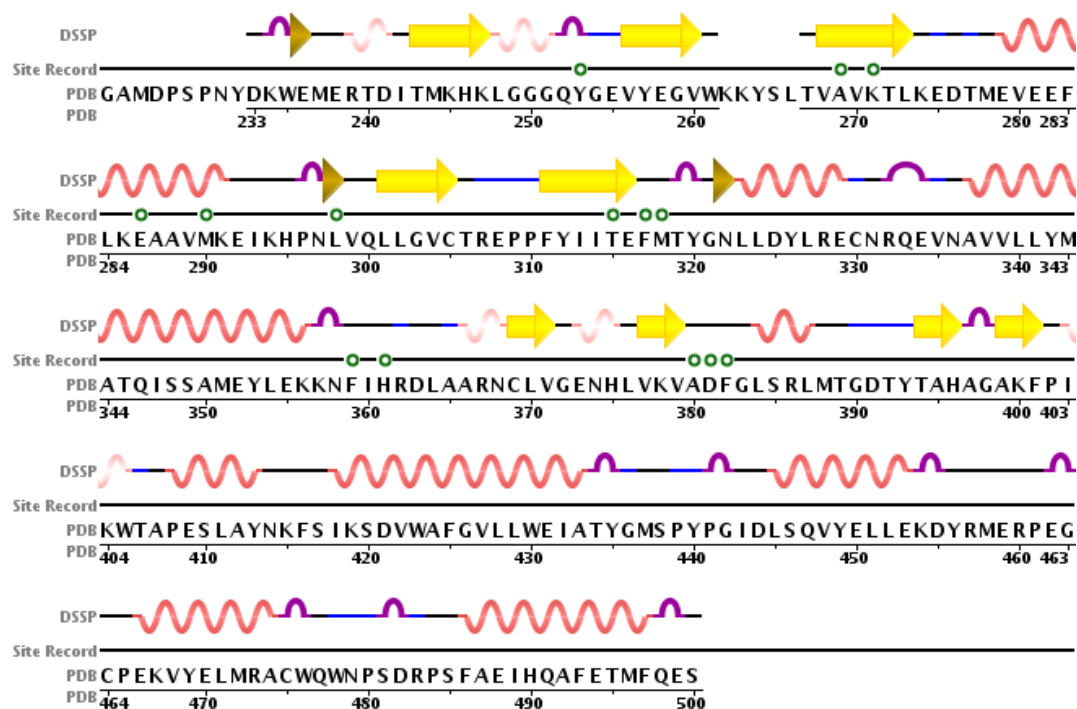 DSSP
Site Record
PDB GAMDPSPNYDKWEMERTDITMKHKLGGGQYGEVYEGVWKKYSLTVAVKTLKEDTMEVEEF
PDB
233 240 250 260 270 280 283
DSSP
Site Record
PDB LKEAAVMKEIKHPNLVQLLGVCTREPPFYIITEFMTYGNLLDYLRECNRQEVNAVVLLYM
PDB
284 290 300 310 320 330 340 343
DSSP
Site Record
PDB ATQISSAMEYLEKKNFIHRDLAARNCLVGENHLVKVADFGLSRLMTGDTYTAHAGAKFPI
PDB
344 350 360 370 380 390 400 403
DSSP
Site Record
PDB KWTAPESLAYNKFSIKSDVWAFGVLLWEIATYGMSPYPGIDLSQVYELLEKDYRMERPEG
PDB
404 410 420 430 440 450 460 463
DSSP
Site Record
PDB CPEKVYELMRACWQWNPSDRPSFAEIHQAFETMFQES
PDB
464 470 480 490 500